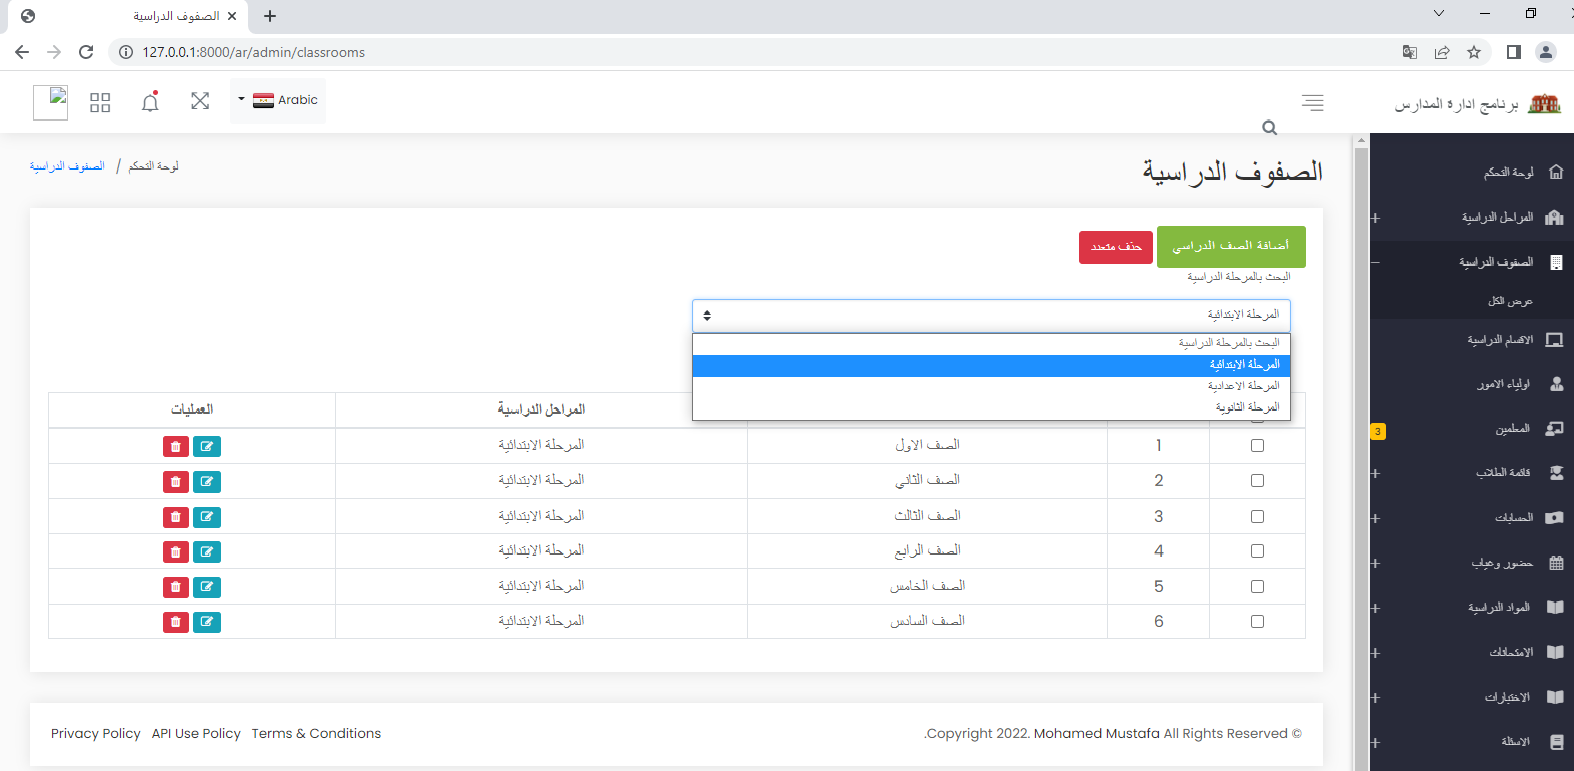 الصفوف الدراسية
127.0.0.1:8000/ar/admin/classrooms
برنامج ادارة المدارس
Arabic
لوحة التحكم
المراحل الدراسية
الصفوف الدراسية
عرض الكل
الاقسام الدراسية
اولياء الامور
المعلمين
3
قائمة الطلاب
الحسابات
حضور وغياب
المواد الدراسية
الامتحانات
الاختبارات
الاسئلة
الصفوف الدراسية
لوحة التحكم / الصفوف الدراسية
أضافة الصف الدراسي
حذف متعدد
البحث بالمرحلة الدراسية
المرحلة الابتدائية
البحث بالمرحلة الدراسية
المرحلة الابتدائية
المرحلة الاعدادية
المرحلة الثانوية
المراحل الدراسية العمليات
1 الصف الاول المرحلة الابتدائية
2 الصف الثاني المرحلة الابتدائية
3 الصف الثالث المرحلة الابتدائية
4 الصف الرابع المرحلة الابتدائية
5 الصف الخامس المرحلة الابتدائية
6 الصف السادس المرحلة الابتدائية
.Copyright 2022. Mohamed Mustafa All Rights Reserved ©
Privacy Policy API Use Policy Terms & Conditions